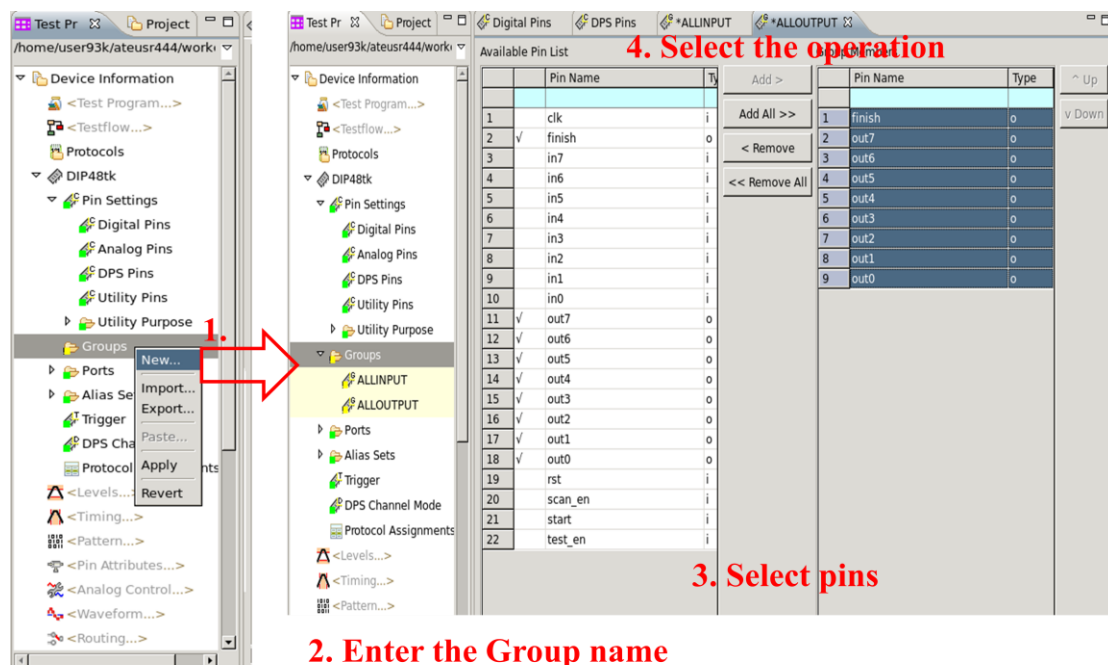 Test Pr
Project
/home/user93k/ateusr444/work
Device Information
<Test Program...>
<Testflow...>
Protocols
DIP48tk
Pin Settings
Digital Pins
Analog Pins
DPS Pins
Utility Pins
Utility Purpose
1.
Groups
New...
Ports
Import...
Alias Se
Export...
Trigger
Paste...
DPS Cha
Protocol
Apply
nts
<Levels...>
Revert
<Timing...>
<Pattern...>
<Pin Attributes...>
<Analog Control...>
<Waveform...>
<Routing...>
Test Pr
Project
/home/user93k/ateusr444/work
Device Information
<Test Program...>
<Testflow...>
Protocols
DIP48tk
Pin Settings
Digital Pins
Analog Pins
DPS Pins
Utility Pins
Utility Purpose
Groups
ALLINPUT
ALLOUTPUT
Ports
Alias Sets
Trigger
DPS Channel Mode
Protocol Assignments
<Levels...>
<Timing...>
<Pattern...>
Digital Pins
DPS Pins
*ALLINPUT
*ALLOUTPUT
4. Select the operation
Available Pin List
Pin Name Ty
1 clk i
2 √ finish o
3 in7 i
4 in6 i
5 in5 i
6 in4 i
7 in3 i
8 in2 i
9 in1 i
10 in0 i
11 √ out7 o
12 √ out6 o
13 √ out5 o
14 √ out4 o
15 √ out3 o
16 √ out2 o
17 √ out1 o
18 √ out0 o
19 rst i
20 scan_en i
21 start i
22 test_en i
Add >
Add All >>
< Remove
<< Remove All
Group Members
Pin Name Type
1 finish o
2 out7 o
3 out6 o
4 out5 o
5 out4 o
6 out3 o
7 out2 o
8 out1 o
9 out0 o
^ Up
v Down
3. Select pins
2. Enter the Group name